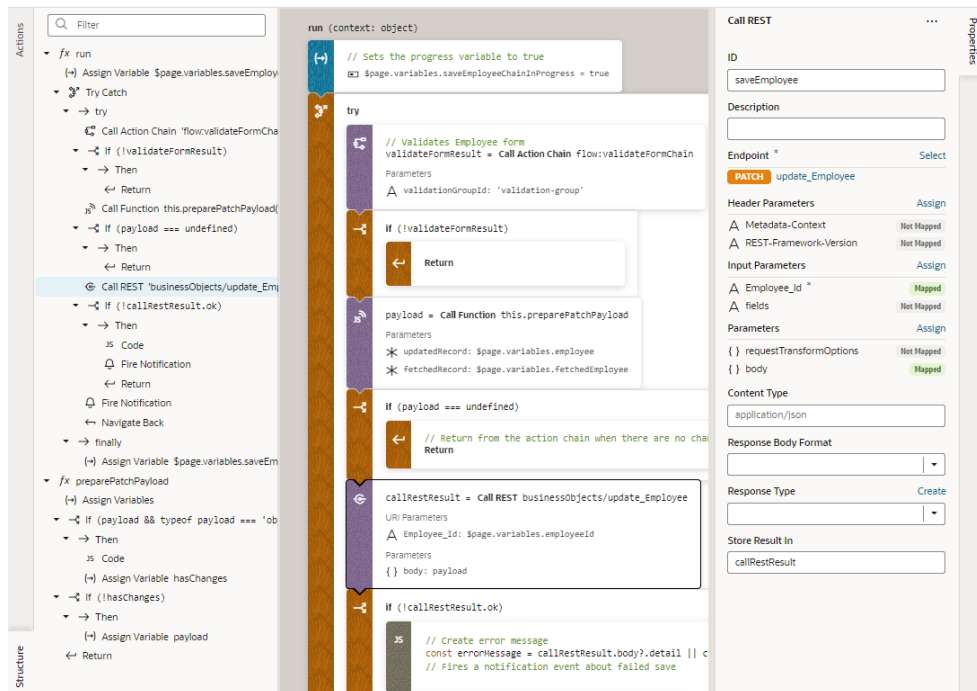 Actions
Filter
fx run
(→) Assign Variable $page.variables.saveEmploy
Try Catch
→ try
Call Action Chain 'flow:validateFormCha
If (!validateFormResult)
→ Then
Return
Call Function this.preparePatchPayload(
If (payload === undefined)
→ Then
Return
Call REST 'businessObjects/update_Emp
If (!callRestResult.ok)
→ Then
JS Code
Fire Notification
Return
Fire Notification
Navigate Back
→ finally
(→) Assign Variable $page.variables.saveEm
fx preparePatchPayload
(→) Assign Variables
If (payload && typeof payload === 'ob
→ Then
JS Code
(→) Assign Variable hasChanges
If (!hasChanges)
→ Then
(→) Assign Variable payload
Return
Structure
run (context: object)
// Sets the progress variable to true
$page.variables.saveEmployeeChainInProgress = true
try
// Validates Employee form
validateFormResult = Call Action Chain flow:validateFormChain
Parameters
A validationGroupId: 'validation-group'
if (!validateFormResult)
Return
JS
payload = Call Function this.preparePatchPayload
Parameters
updatedRecord: $page.variables.employee
fetchedRecord: $page.variables.fetchedEmployee
if (payload === undefined)
// Return from the action chain when there are no cha
Return
callRestResult = Call REST businessObjects/update_Employee
URI Parameters
A Employee_Id: $page.variables.employeeId
Parameters
{ } body: payload
if (!callRestResult.ok)
JS
// Create error message
const errorMessage = callRestResult.body?.detail || c
// Fires a notification event about failed save
Call REST
...
Properties
ID
saveEmployee
Description
Endpoint * Select
PATCH update_Employee
Header Parameters Assign
A Metadata-Context Not Mapped
A REST-Framework-Version Not Mapped
Input Parameters Assign
A Employee_Id * Mapped
A fields Not Mapped
Parameters Assign
{ } requestTransformOptions Not Mapped
{ } body Mapped
Content Type
application/json
Response Body Format
Response Type Create
Store Result In
callRestResult